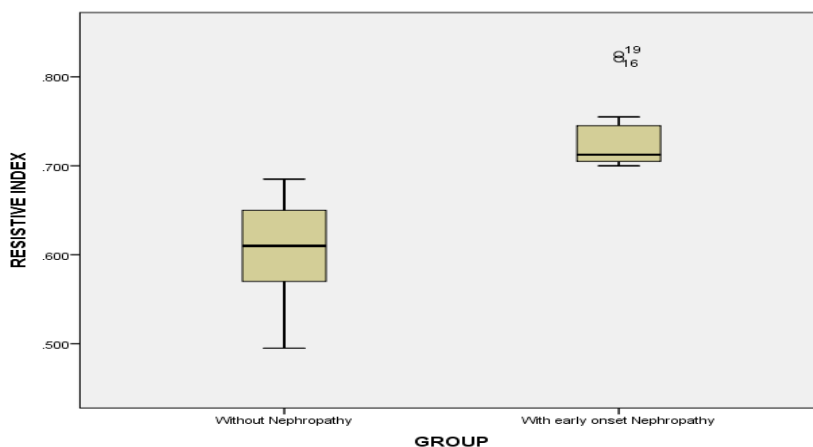 19
16
.800
.700
.600
.500
RESISTIVE INDEX
Without Nephropathy
With early onset Nephropathy
GROUP